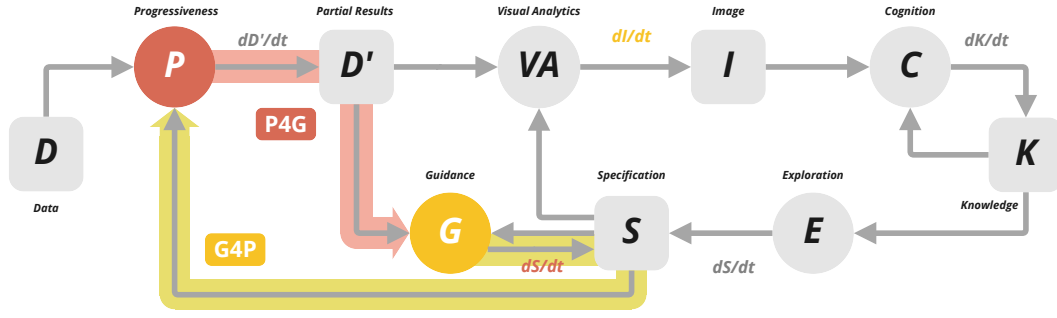 Progressiveness
Partial Results
Visual Analytics
Image
Cognition
dD'/dt
dI/dt
dK/dt
P
D'
VA
I
C
P4G
D
K
Data
Guidance
Specification
Exploration
Knowledge
G
S
E
G4P
dS/dt
dS/dt